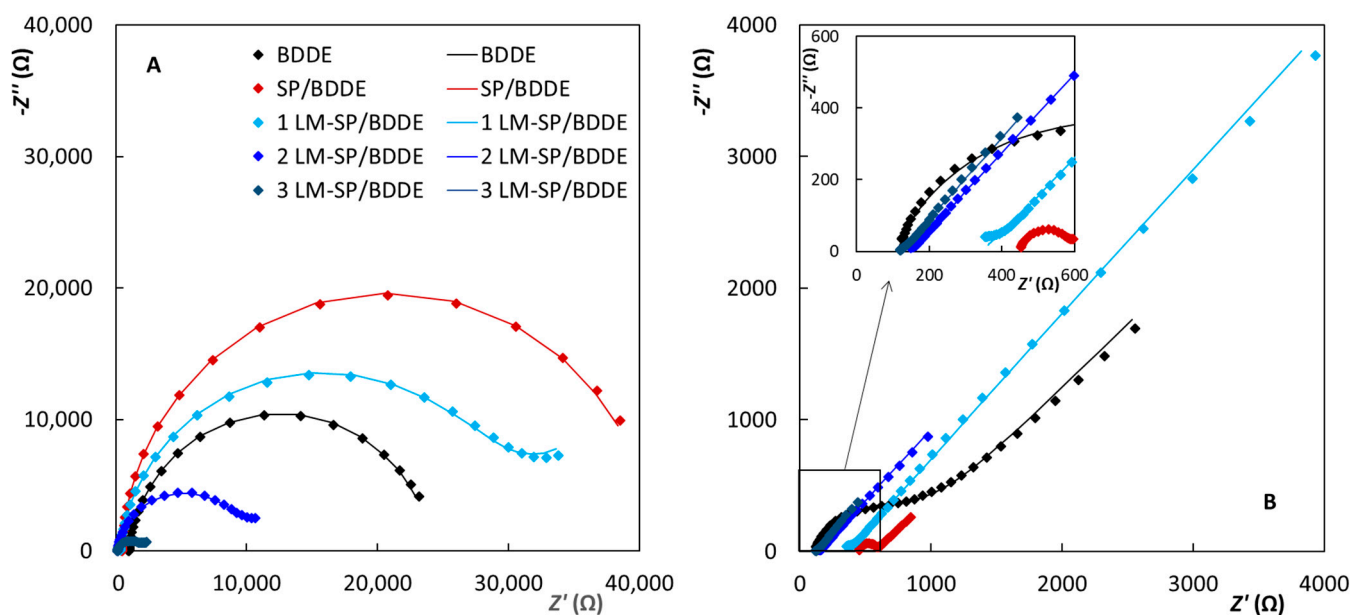 40,000
30,000
20,000
10,000
0
-Z'' (Ω)
A
BDDE BDDE
SP/BDDE SP/BDDE
1 LM-SP/BDDE 1 LM-SP/BDDE
2 LM-SP/BDDE 2 LM-SP/BDDE
3 LM-SP/BDDE 3 LM-SP/BDDE
0 10,000 20,000 30,000 40,000
Z' (Ω)
4000
3000
2000
1000
0
-Z'' (Ω)
600
400
200
0
-Z'' (Ω)
0 200 400 600
Z' (Ω)
B
0 1000 2000 3000 4000
Z' (Ω)